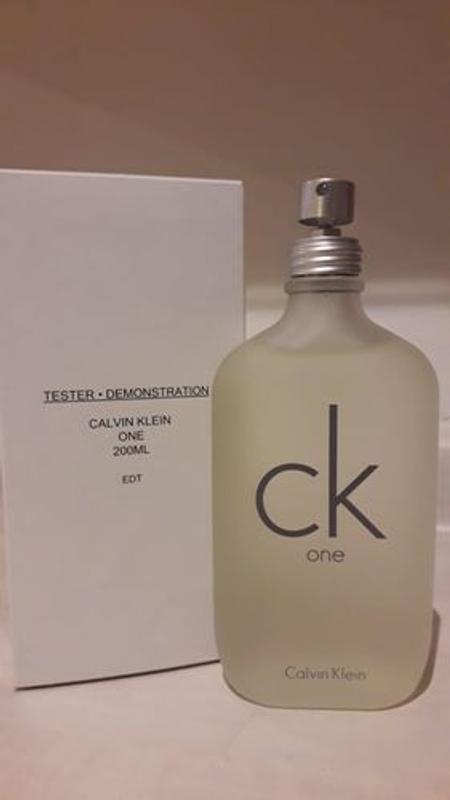 TESTER • DEMONSTRATION
CALVIN KLEIN
ONE
200ML
EDT
ck
one
Calvin Klein